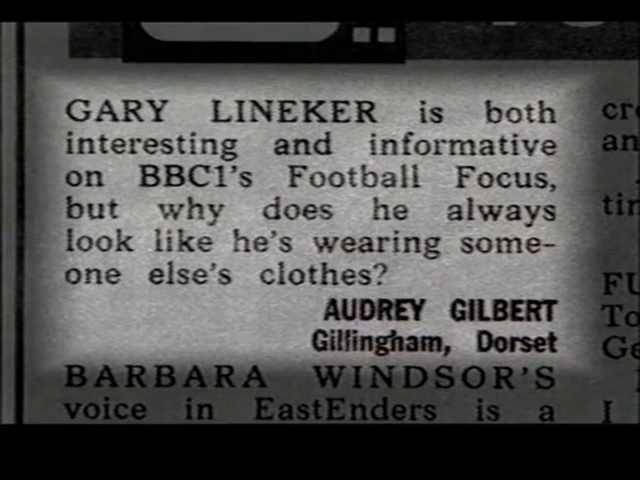 GARY LINEKER is both
interesting and informative
on BBC1's Football Focus,
but why does he always
look like he's wearing some-
one else's clothes?
AUDREY GILBERT
Gillingham, Dorset
BARBARA WINDSOR'S
voice in EastEnders is a
I